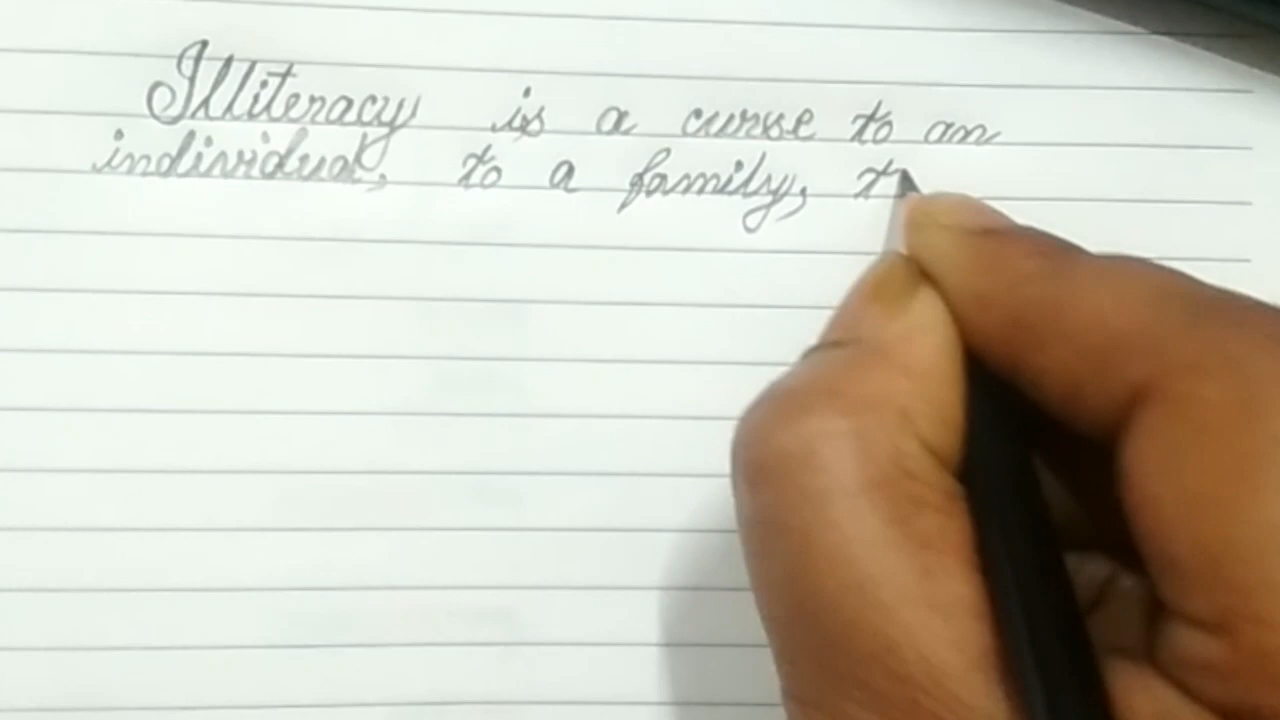 Illiteracy is a curse to an
individual, to a family, t